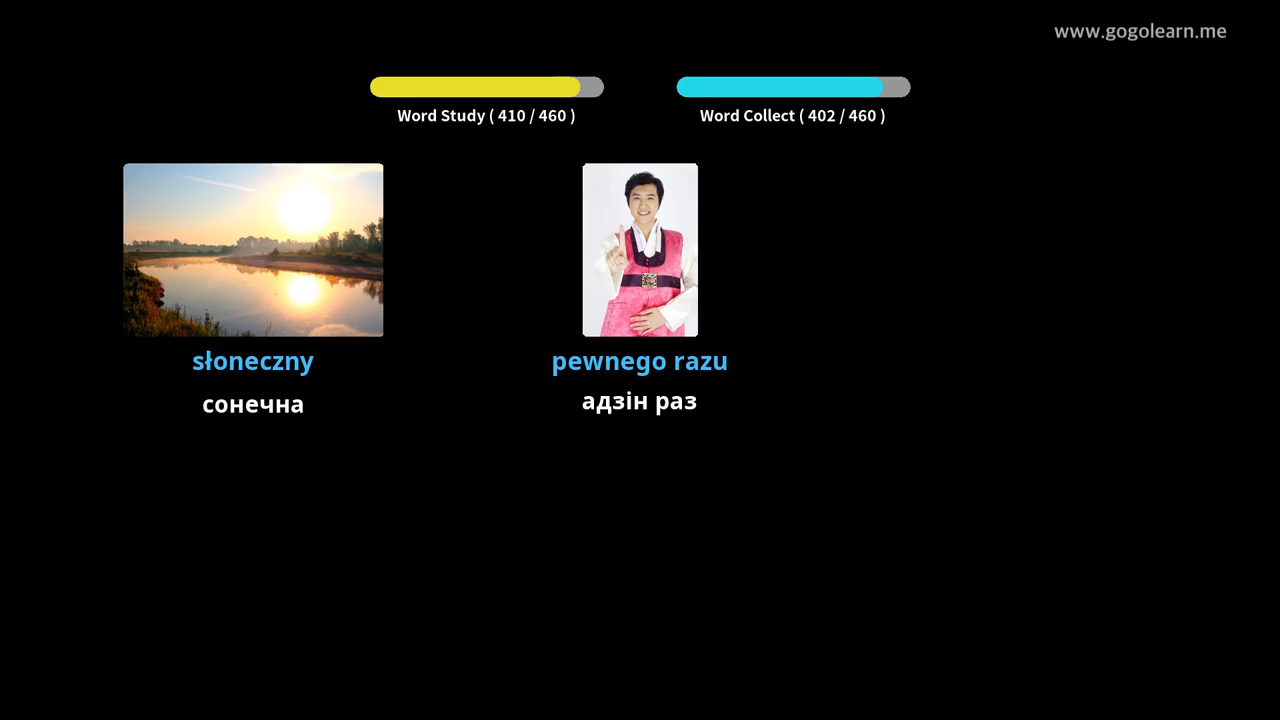 www.gogolearn.me
Word Study ( 410 / 460 )
Word Collect ( 402 / 460 )
słoneczny
pewnego razu
сонечна
адзін раз